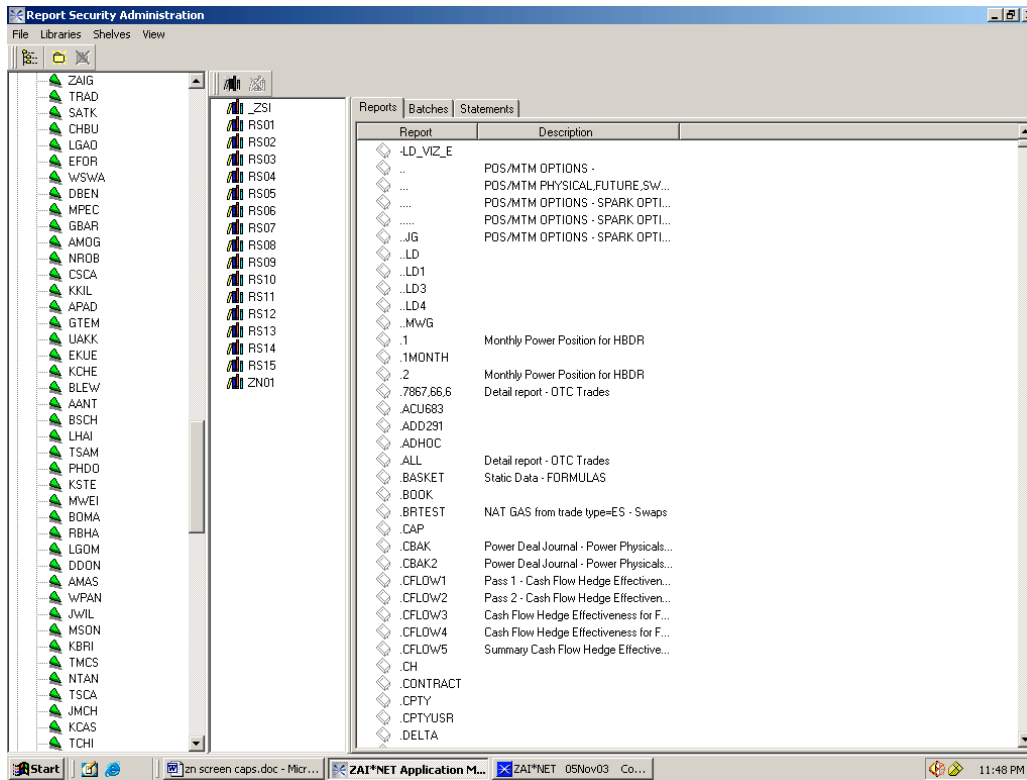 Report Security Administration
File Libraries Shelves View
ZAIG
TRAD
SATK
CHBU
LGAO
EFOR
WSWA
DBEN
MPEC
GBAR
AMOG
NROB
CSCA
KKIL
APAD
GTEM
UAKK
EKUE
KCHE
BLEW
AANT
BSCH
LHAI
TSAM
PHDO
KSTE
MWEI
BOMA
RBHA
LGOM
DDON
AMAS
WPAN
JWIL
MSON
KBRI
TMCS
NTAN
TSCA
JMCH
KCAS
TCHI
_ZSI
RS01
RS02
RS03
RS04
RS05
RS06
RS07
RS08
RS09
RS10
RS11
RS12
RS13
RS14
RS15
ZN01
Reports Batches Statements
Report Description
-LD_VIZ_E
.. POS/MTM OPTIONS -
... POS/MTM PHYSICAL,FUTURE,SW...
.... POS/MTM OPTIONS - SPARK OPTI...
..... POS/MTM OPTIONS - SPARK OPTI...
..JG POS/MTM OPTIONS - SPARK OPTI...
..LD
..LD1
..LD3
..LD4
..MWG
.1 Monthly Power Position for HBDR
.1MONTH
.2 Monthly Power Position for HBDR
.7867,66,6 Detail report - OTC Trades
.ACU683
.ADD291
.ADHOC
.ALL Detail report - OTC Trades
.BASKET Static Data - FORMULAS
.BOOK
.BRTEST NAT GAS from trade type=ES - Swaps
.CAP
.CBAK Power Deal Journal - Power Physicals...
.CBAK2 Power Deal Journal - Power Physicals...
.CFLOW1 Pass 1 - Cash Flow Hedge Effectiven...
.CFLOW2 Pass 2 - Cash Flow Hedge Effectiven...
.CFLOW3 Cash Flow Hedge Effectiveness for F...
.CFLOW4 Cash Flow Hedge Effectiveness for F...
.CFLOW5 Summary Cash Flow Hedge Effective...
.CH
.CONTRACT
.CPTY
.CPTYUSR
.DELTA
Start zn screen caps.doc - Micr... ZAI*NET Application M... ZAI*NET 05Nov03 Co... 11:48 PM